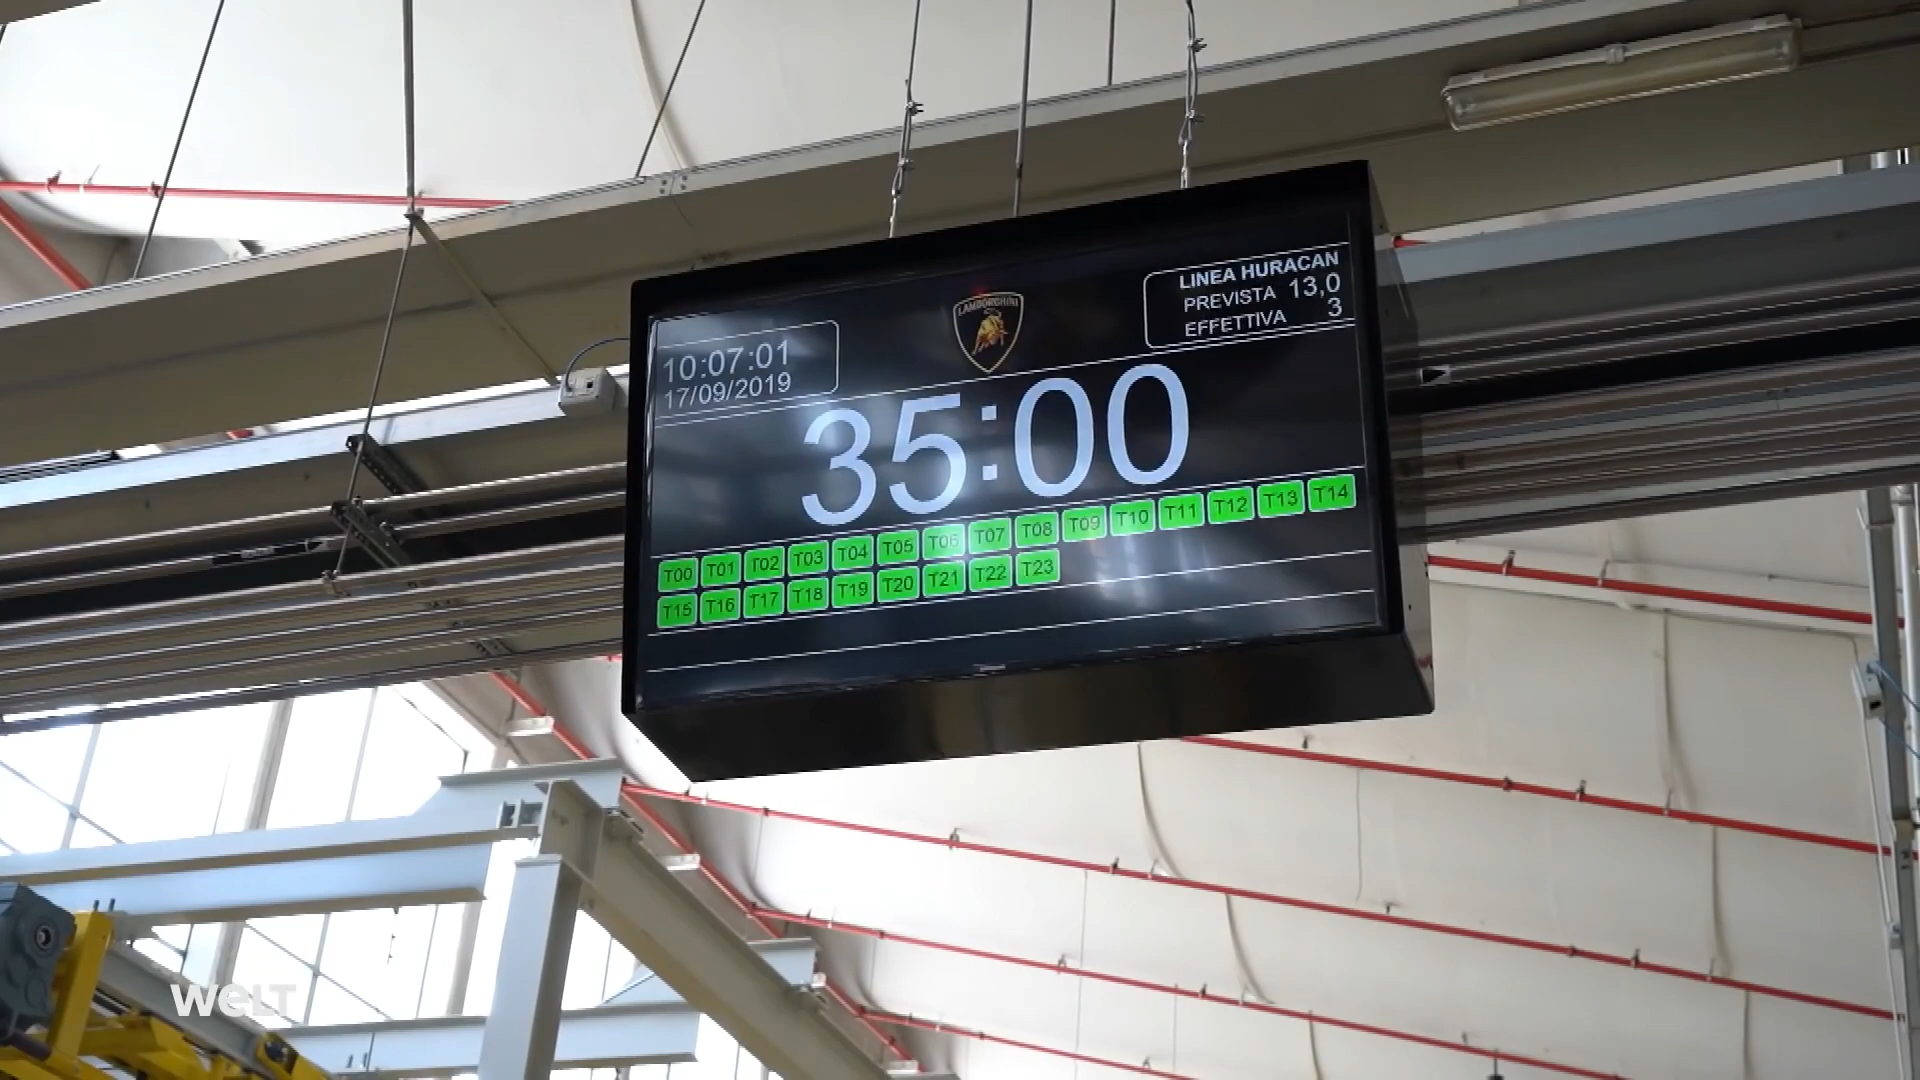 LINEA HURACAN
PREVISTA 13,0
EFFETTIVA 3
LAMBORGHINI
10:07:01
17/09/2019
35:00
T00 T01 T02 T03 T04 T05 T06 T07 T08 T09 T10 T11 T12 T13 T14
T15 T16 T17 T18 T19 T20 T21 T22 T23
WELT